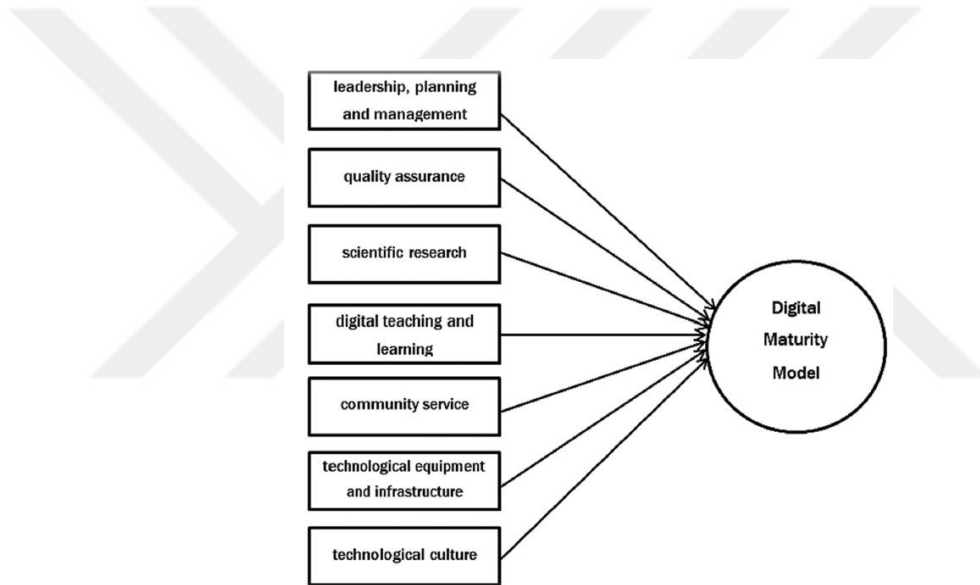 leadership, planning
and management
quality assurance
scientific research
digital teaching and
learning
community service
technological equipment
and infrastructure
technological culture
Digital
Maturity
Model